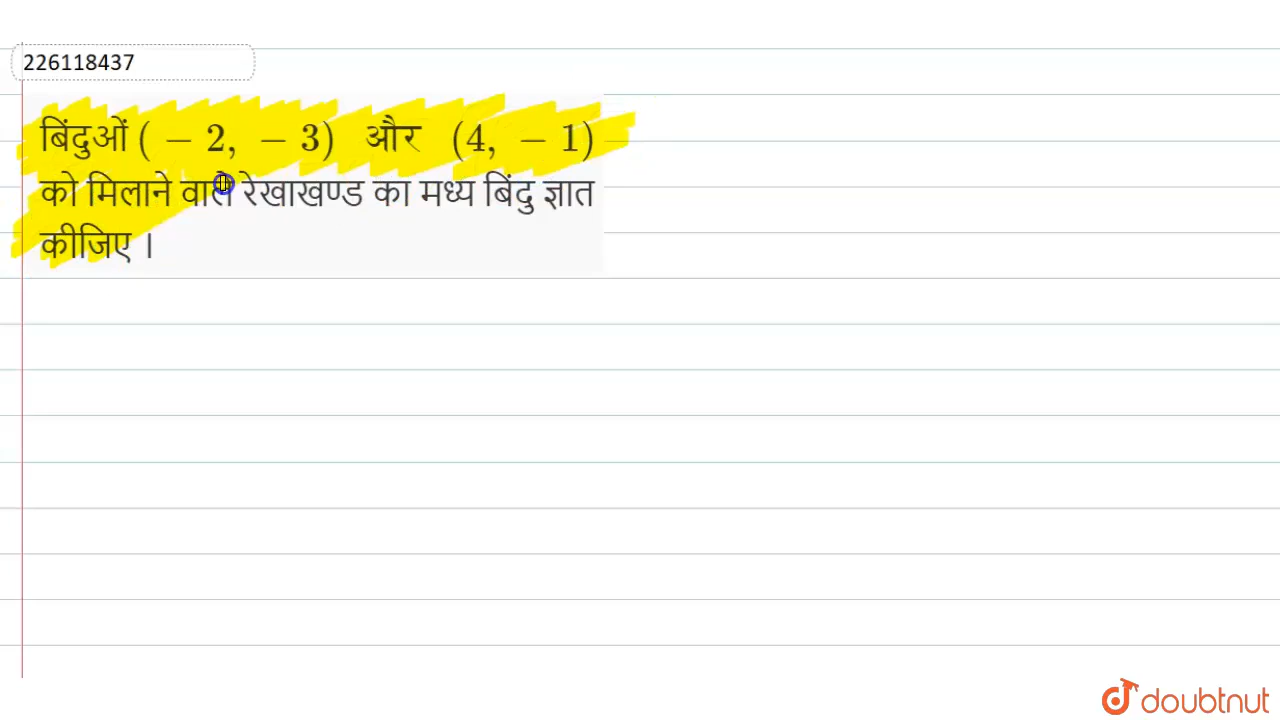 226118437
बिंदुओं ( − 2, − 3) और (4, − 1)
को मिलाने वाले रेखाखण्ड का मध्य बिंदु ज्ञात
कीजिए ।
doubtnut